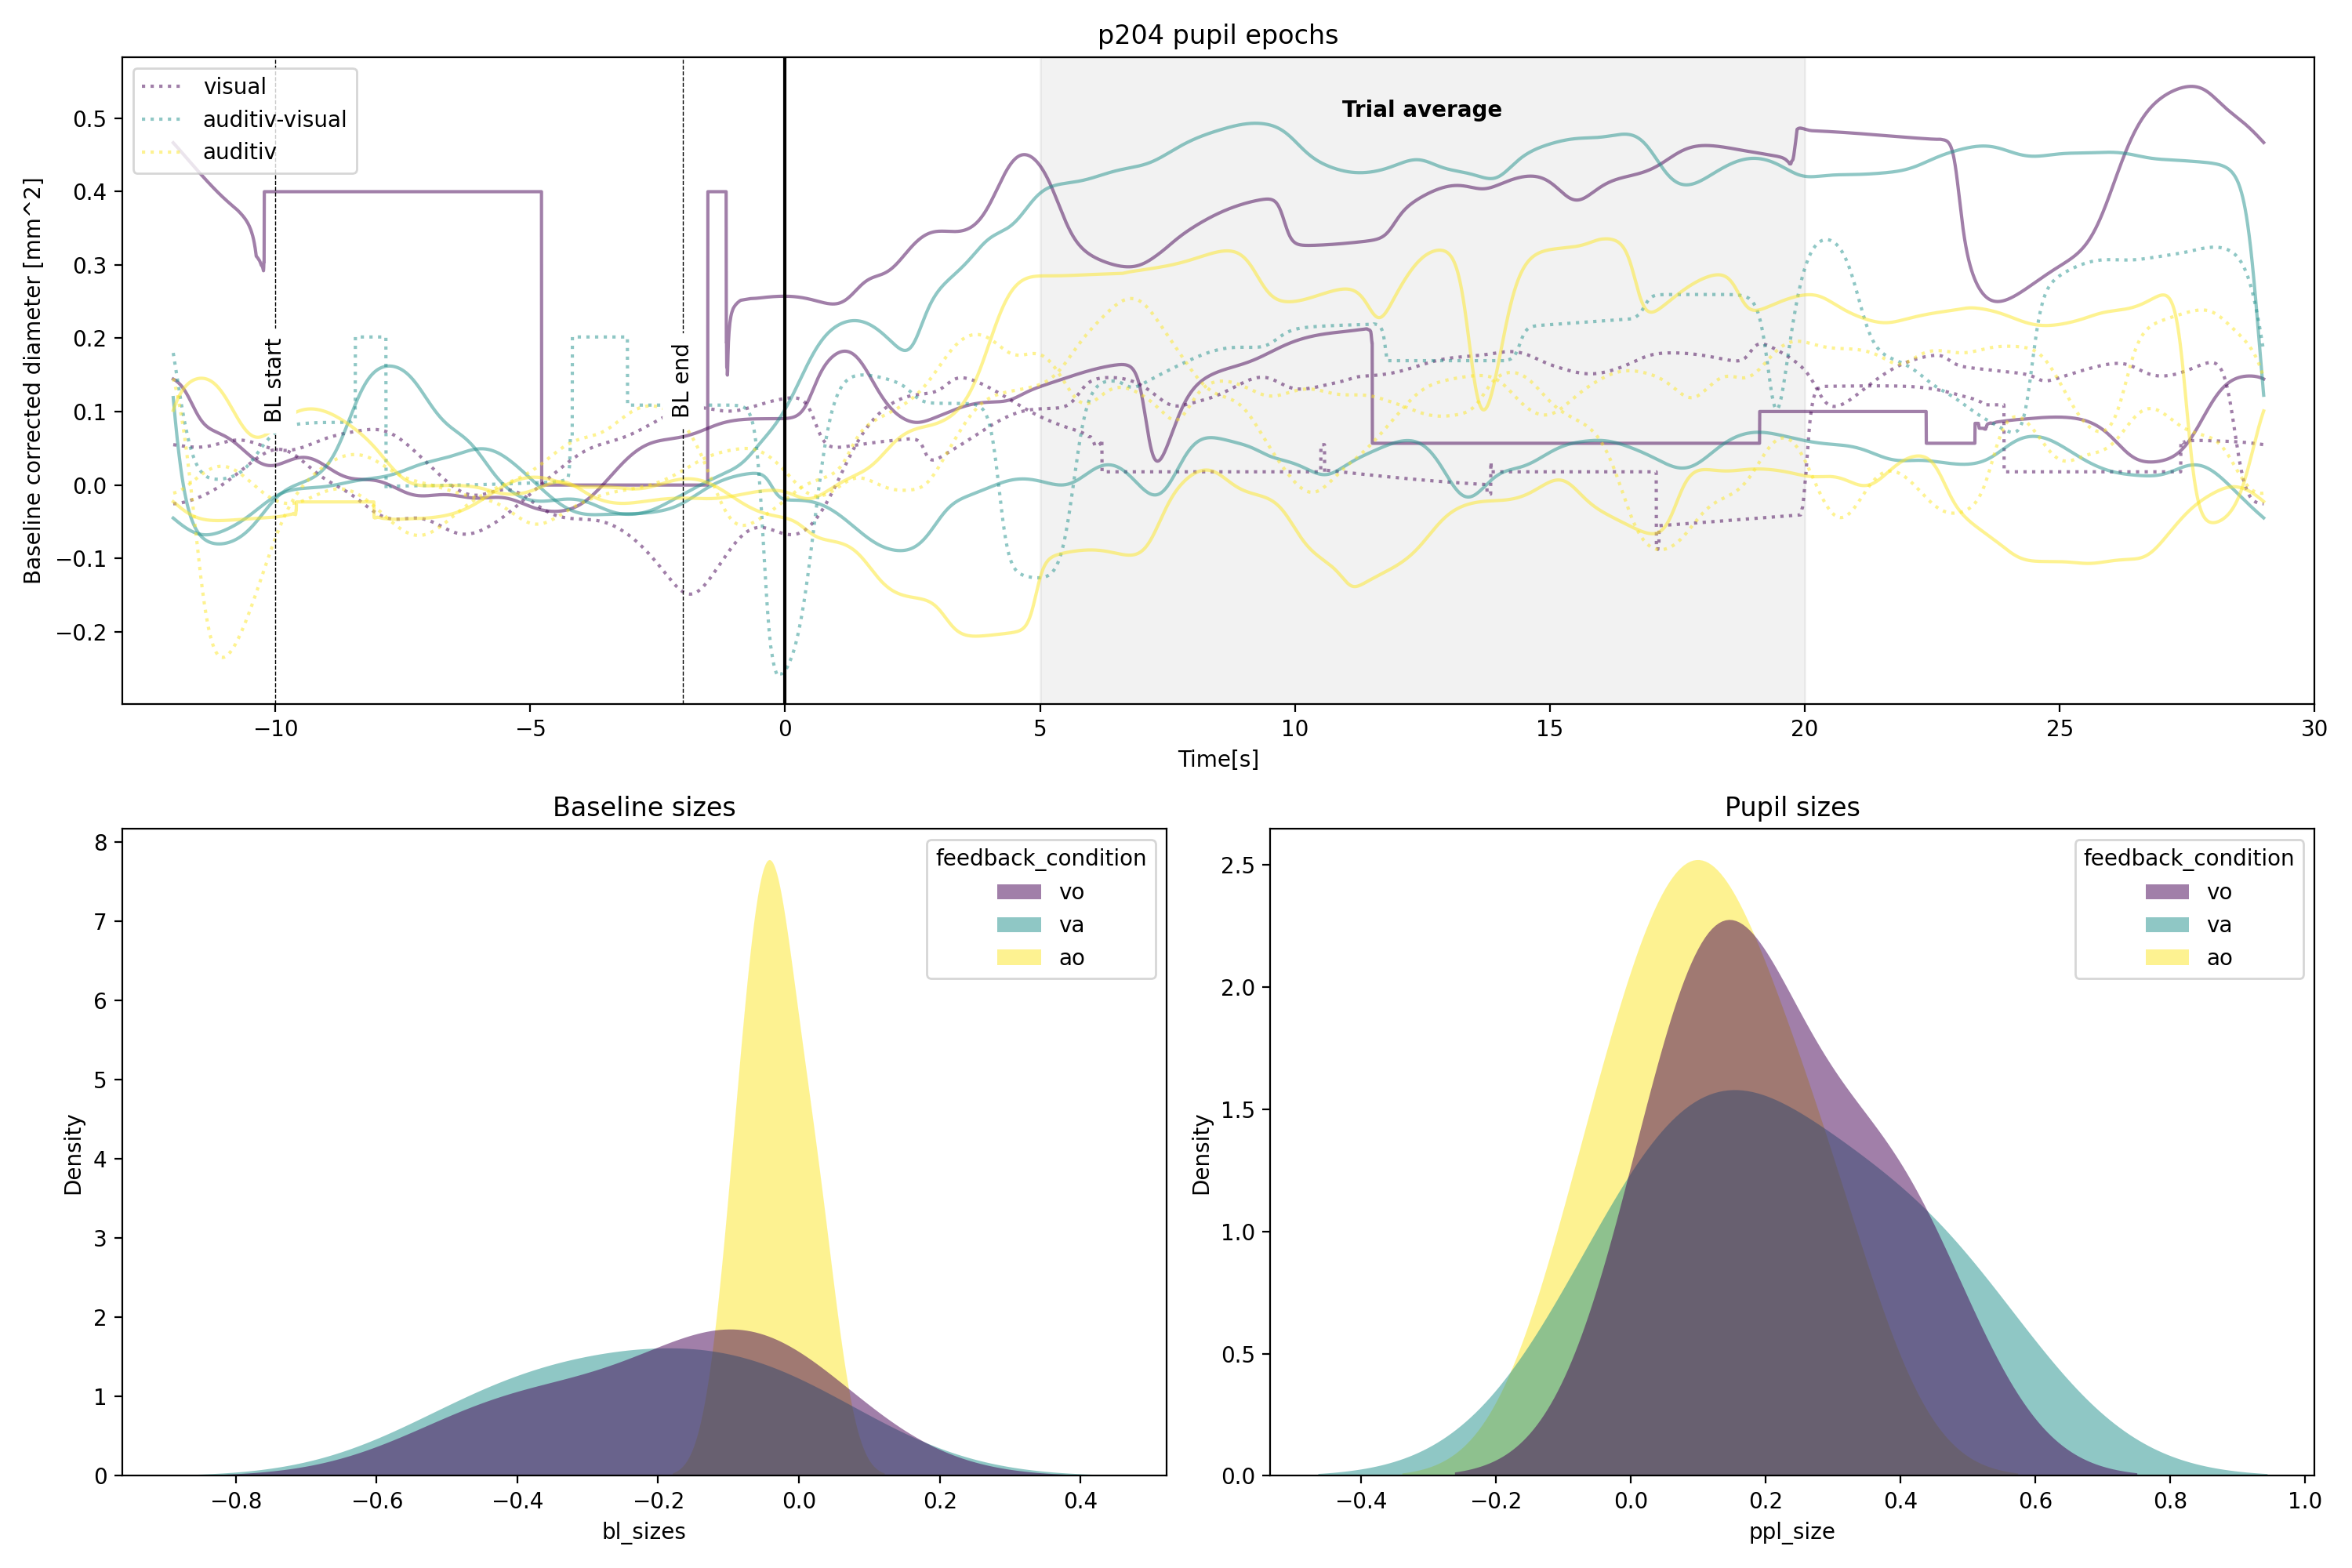 p204 pupil epochs
visual
auditiv-visual
auditiv
Trial average
BL start
BL end
Baseline corrected diameter [mm^2]
0.5
0.4
0.3
0.2
0.1
0.0
−0.1
−0.2
−10
−5
0
5
10
15
20
25
30
Time[s]
Baseline sizes
feedback_condition
vo
va
ao
Density
8
7
6
5
4
3
2
1
0
−0.8
−0.6
−0.4
−0.2
0.0
0.2
0.4
bl_sizes
Pupil sizes
feedback_condition
vo
va
ao
Density
2.5
2.0
1.5
1.0
0.5
0.0
−0.4
−0.2
0.0
0.2
0.4
0.6
0.8
1.0
ppl_size